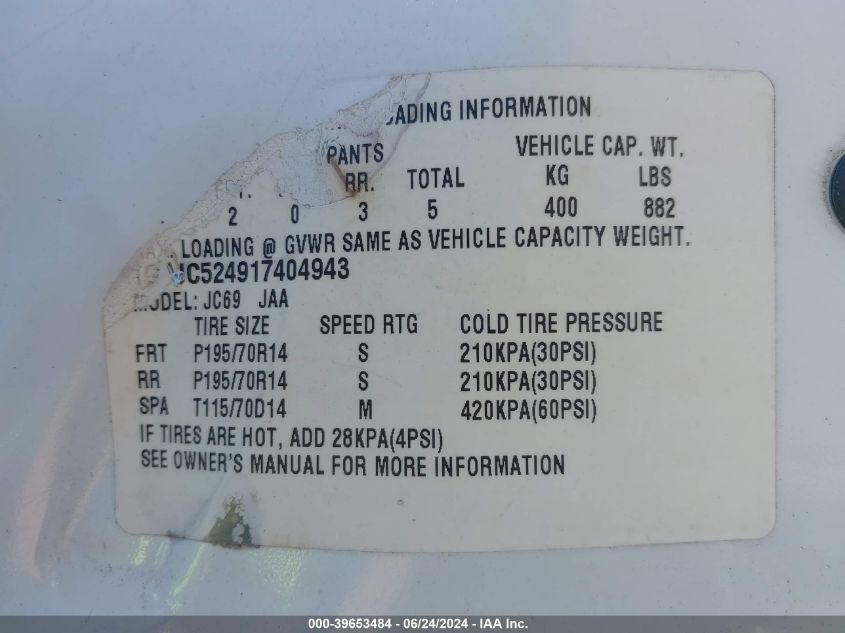 ADING INFORMATION
PANTS VEHICLE CAP. WT.
RR. TOTAL KG LBS
2 0 3 5 400 882
LOADING @ GVWR SAME AS VEHICLE CAPACITY WEIGHT.
C524917404943
MODEL: JC69 JAA
TIRE SIZE SPEED RTG COLD TIRE PRESSURE
FRT P195/70R14 S 210KPA(30PSI)
RR P195/70R14 S 210KPA(30PSI)
SPA T115/70D14 M 420KPA(60PSI)
IF TIRES ARE HOT, ADD 28KPA(4PSI)
SEE OWNER'S MANUAL FOR MORE INFORMATION
000-39653484 - 06/24/2024 - IAA Inc.